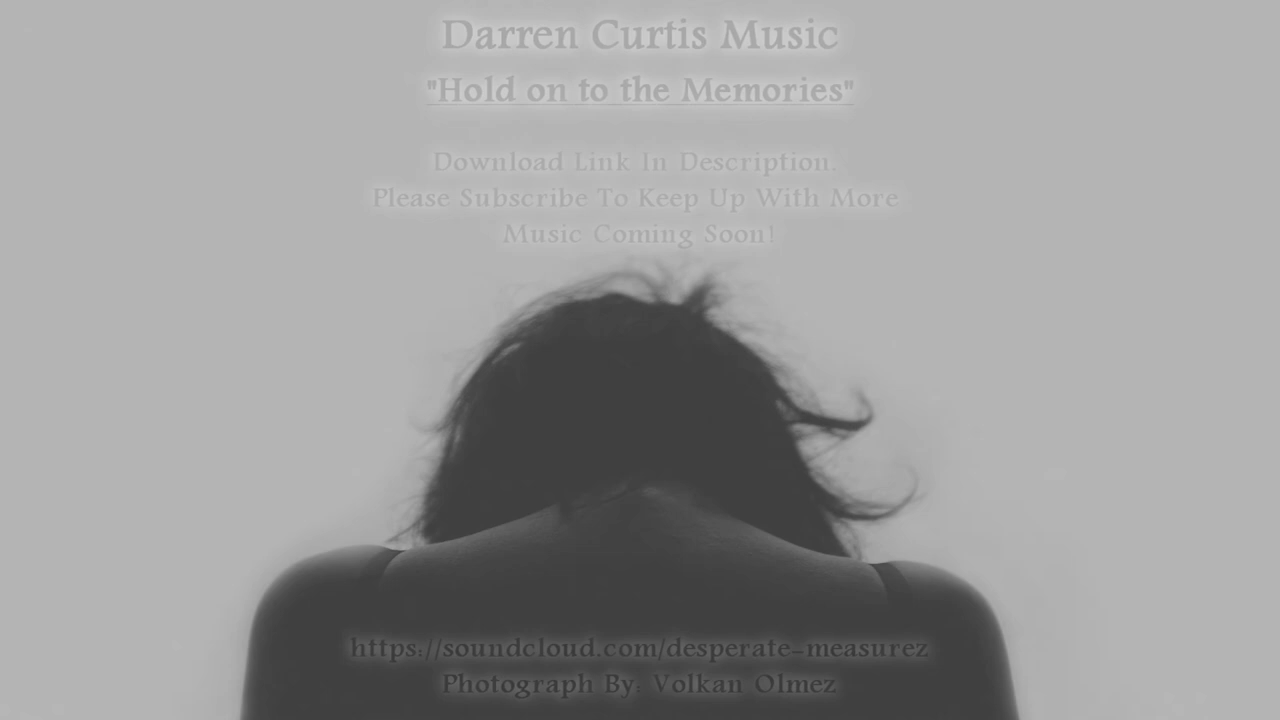 Darren Curtis Music
"Hold on to the Memories"
Download Link In Description.
Please Subscribe To Keep Up With More
Music Coming Soon!
https://soundcloud.com/desperate-measurez
Photograph By: Volkan Olmez